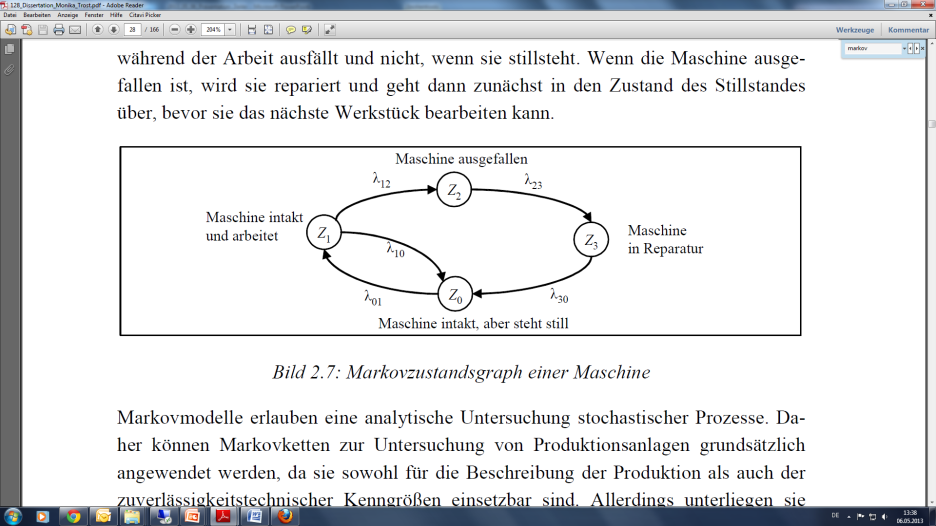 128_Dissertation_Monika_Trost.pdf - Adobe Reader
Datei Bearbeiten Anzeige Fenster Hilfe Citavi Picker
28 / 166 204% Werkzeuge Kommentar
markov
während der Arbeit ausfällt und nicht, wenn sie stillsteht. Wenn die Maschine ausge-
fallen ist, wird sie repariert und geht dann zunächst in den Zustand des Stillstandes
über, bevor sie das nächste Werkstück bearbeiten kann.
Maschine ausgefallen
λ12
Z2
λ23
Maschine intakt
und arbeitet
Z1
λ10
Z3
Maschine
in Reparatur
λ01
Z0
λ30
Maschine intakt, aber steht still
Bild 2.7: Markovzustandsgraph einer Maschine
Markovmodelle erlauben eine analytische Untersuchung stochastischer Prozesse. Da-
her können Markovketten zur Untersuchung von Produktionsanlagen grundsätzlich
angewendet werden, da sie sowohl für die Beschreibung der Produktion als auch der
zuverlässigkeitstechnischer Kenngrößen einsetzbar sind. Allerdings unterliegen sie
DE
13:38
06.05.2013